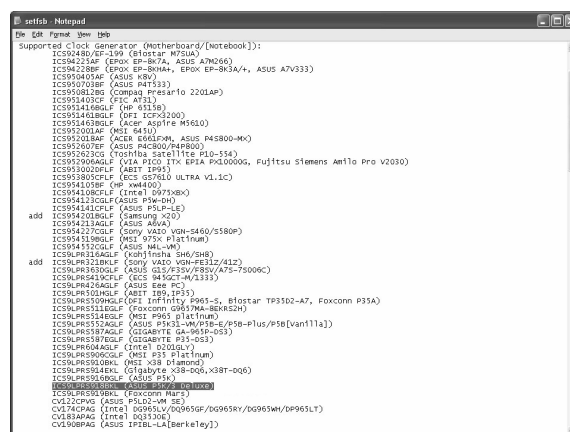 setfsb - Notepad
File Edit Format View Help
Supported Clock Generator (Motherboard/[Notebook]):
ICS9248D/EF-199 (Biostar M7SUA)
ICS94225AF (EPoX EP-8K7A, ASUS A7M266)
ICS94228BF (EPoX EP-8KHA+, EPoX EP-8K3A/+, ASUS A7V333)
ICS950405AF (ASUS K8V)
ICS950703BF (ASUS P4T533)
ICS950812BG (Compaq Presario 2201AP)
ICS951403CF (FIC AT31)
ICS951416BGLF (HP 6515B)
ICS951461BGLF (DFI ICFX3200)
ICS951463BGLF (Acer Aspire M5610)
ICS952001AF (MSI 645U)
ICS952018AF (ACER E661FXM, ASUS P4S800-MX)
ICS952607EF (ASUS P4C800/P4P800)
ICS952623CG (Toshiba Satellite P10-554)
ICS952906AGLF (VIA PICO ITX EPIA PX10000G, Fujitsu Siemens Amilo Pro V2030)
ICS953002DFLF (ABIT IP95)
ICS953805CFLF (ECS GS7610 ULTRA V1.1C)
ICS954105BF (HP xw4400)
ICS954108CFLF (Intel D975XBX)
ICS954123CGLF(ASUS P5W-DH)
ICS954141CFLF (ASUS P5LP-LE)
add ICS954201BGLF (Samsung X20)
ICS954213AGLF (ASUS A6VA)
ICS954227CGLF (Sony VAIO VGN-S460/S580P)
ICS954519BGLF (MSI 975X Platinum)
ICS954552CGLF (ASUS N4L-VM)
ICS9LPR316AGLF (Kohjinsha SH6/SH8)
add ICS9LPR321BKLF (Sony VAIO VGN-FE31Z/41Z)
ICS9LPR363DGLF (ASUS G1S/F3SV/F8SV/A7S-7S006C)
ICS9LPRS419CFLF (ECS 945GCT-M/1333)
ICS9LPR426AGLF (ASUS Eee PC)
ICS9LPR501HGLF (ABIT IB9,IP35)
ICS9LPRS509HGLF(DFI Infinity P965-S, Biostar TP35D2-A7, Foxconn P35A)
ICS9LPRS511EGLF (Foxconn G9657MA-8EKRS2H)
ICS9LPRS514EGLF (MSI P965 platinum)
ICS9LPRS552AGLF (ASUS P5K31-VM/P5B-E/P5B-Plus/P5B[Vanilla])
ICS9LPRS587AGLF (GIGABYTE GA-965P-DS3)
ICS9LPRS587EGLF (GIGABYTE P35-DS3)
ICS9LPR604AGLF (Intel D201GLY)
ICS9LPRS906CGLF (MSI P35 Platinum)
ICS9LPRS910BKL (MSI X38 Diamond)
ICS9LPRS914EKL (Gigabyte X38-DQ6,X38T-DQ6)
ICS9LPRS916BGLF (ASUS P5K)
ICS9LPRS918BKL (ASUS P5K/3 Deluxe)
ICS9LPRS919BKL (Foxconn Mars)
CV122CPVG (ASUS P5LD2-VM SE)
CV174CPAG (Intel DG965LV/DQ965GF/DG965RY/DG965WH/DP965LT)
CV183APAG (Intel DQ35JOE)
CV190BPAG (ASUS IPIBL-LA[Berkeley])